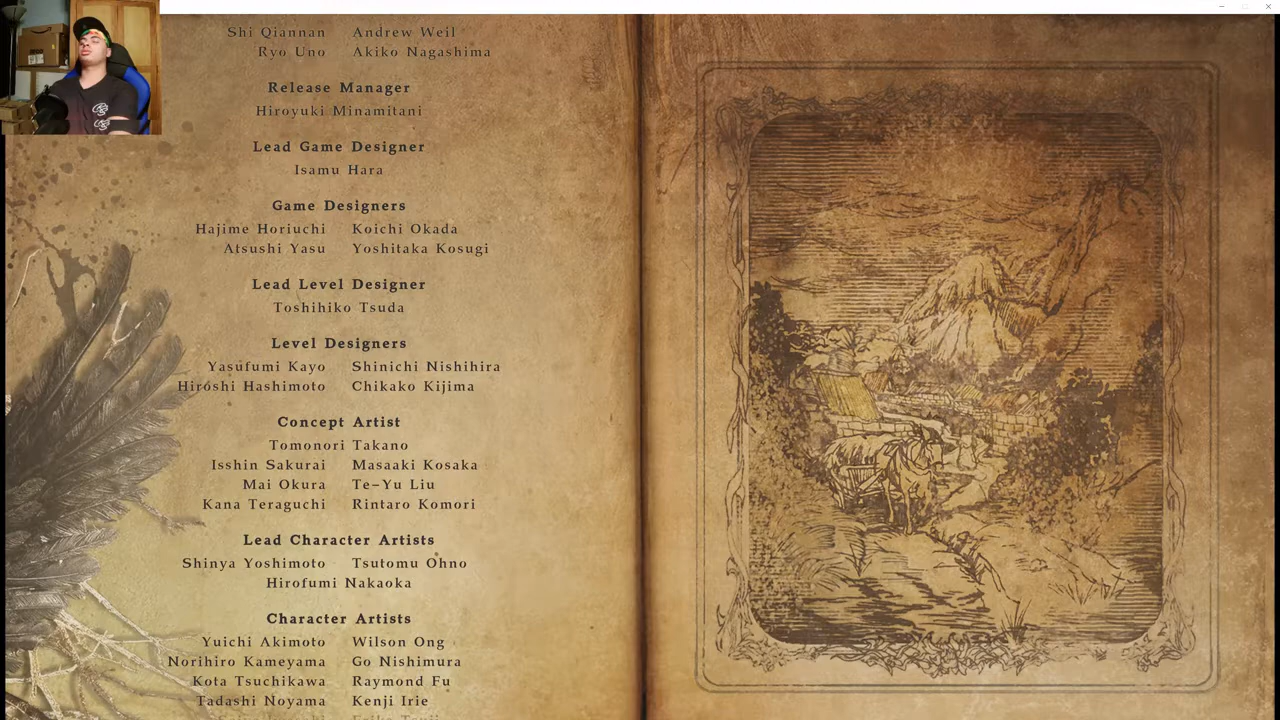 Shi Qiannan Andrew Weil
Ryo Uno Akiko Nagashima
Release Manager
Hiroyuki Minamitani
Lead Game Designer
Isamu Hara
Game Designers
Hajime Horiuchi Koichi Okada
Atsushi Yasu Yoshitaka Kosugi
Lead Level Designer
Toshihiko Tsuda
Level Designers
Yasufumi Kayo Shinichi Nishihira
Hiroshi Hashimoto Chikako Kijima
Concept Artist
Tomonori Takano
Isshin Sakurai Masaaki Kosaka
Mai Okura Te-Yu Liu
Kana Teraguchi Rintaro Komori
Lead Character Artists
Shinya Yoshimoto Tsutomu Ohno
Hirofumi Nakaoka
Character Artists
Yuichi Akimoto Wilson Ong
Norihiro Kameyama Go Nishimura
Kota Tsuchikawa Raymond Fu
Tadashi Noyama Kenji Irie